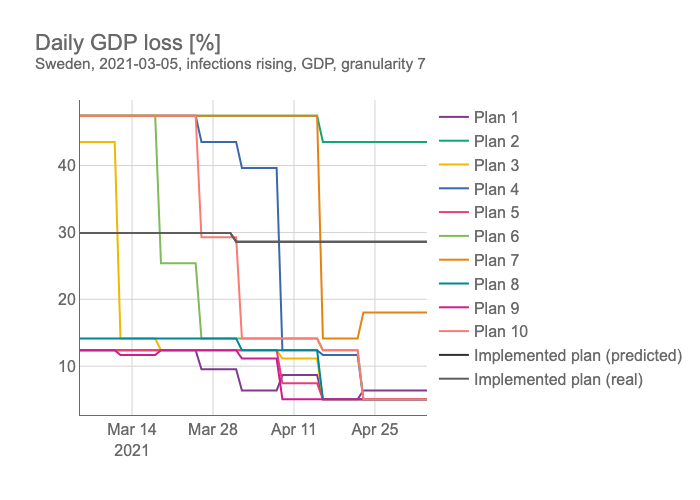 Daily GDP loss [%]
Sweden, 2021-03-05, infections rising, GDP, granularity 7
40
30
20
10
Mar 14
2021
Mar 28
Apr 11
Apr 25
Plan 1
Plan 2
Plan 3
Plan 4
Plan 5
Plan 6
Plan 7
Plan 8
Plan 9
Plan 10
Implemented plan (predicted)
Implemented plan (real)